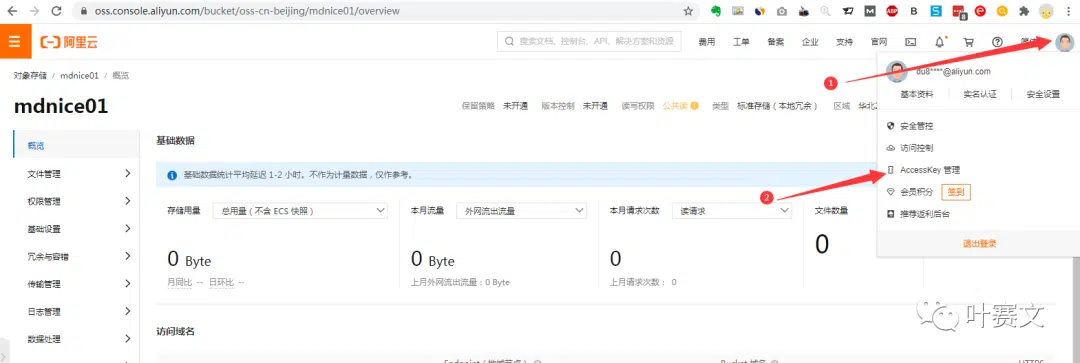 oss.console.aliyun.com/bucket/oss-cn-beijing/mdnice01/overview
阿里云
搜索文档、控制台、API、解决方案和资源
费用 工单 备案 企业 支持 官网
对象存储 / mdnice01 / 概览
du8****@aliyun.com
mdnice01
保留策略 未开通 版本控制 未开通 读写权限 公共读 类型 标准存储（本地冗余） 区域 华北2
基本资料 实名认证 安全设置
概览
文件管理
权限管理
基础设置
冗余与容错
传输管理
日志管理
数据处理
基础数据
基础数据统计平均延迟 1-2 小时。不作为计量数据，仅作参考。
存储用量 总用量（不含 ECS 快照）
本月流量 外网流出流量
本月请求次数 读请求
文件数量
0 Byte
0 Byte
0
0
月同比 -- 日环比 --
上月外网流出流量：0 Byte
上月请求次数： 0
1
2
安全管控
访问控制
AccessKey 管理
会员积分 签到
推荐返利后台
退出登录
访问域名
叶赛文